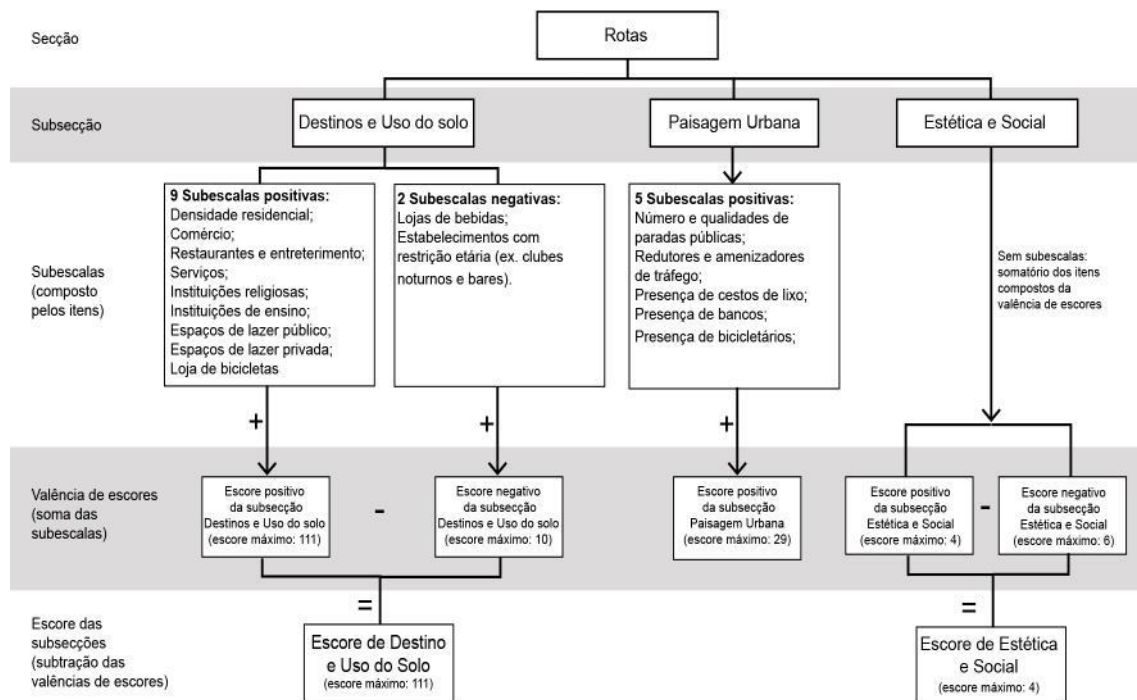 Secção
Rotas
Subsecção
Destinos e Uso do solo
Paisagem Urbana
Estética e Social
Subescalas
(composto
pelos itens)
9 Subescalas positivas:
Densidade residencial;
Comércio;
Restaurantes e entreterimento;
Serviços;
Instituições religiosas;
Instituições de ensino;
Espaços de lazer público;
Espaços de lazer privada;
Loja de bicicletas
2 Subescalas negativas:
Lojas de bebidas;
Estabelecimentos com
restrição etária (ex. clubes
noturnos e bares).
5 Subescalas positivas:
Número e qualidades de
paradas públicas;
Redutores e amenizadores
de tráfego;
Presença de cestos de lixo;
Presença de bancos;
Presença de bicicletários;
Sem subescalas:
somatório dos itens
compostos da
valência de escores
+
+
+
Valência de escores
(soma das
subescalas)
Escore positivo
da subsecção
Destinos e Uso do solo
(escore máximo: 111)
-
Escore negativo
da subsecção
Destinos e Uso do solo
(escore máximo: 10)
Escore positivo
da subsecção
Paisagem Urbana
(escore máximo: 29)
Escore positivo
da subsecção
Estética e Social
(escore máximo: 4)
-
Escore negativo
da subsecção
Estética e Social
(escore máximo: 6)
=
=
Escore das
subsecções
(subtração das
valências de escores)
Escore de Destino
e Uso do Solo
(escore máximo: 111)
Escore de Estética
e Social
(escore máximo: 4)